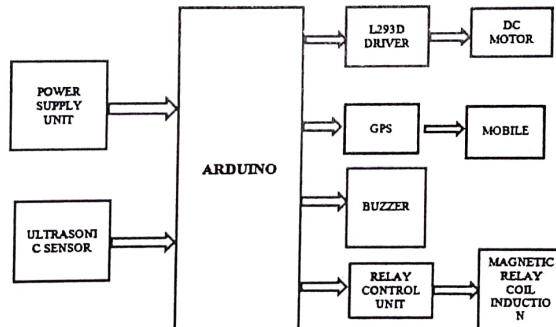 L293D
DRIVER
DC
MOTOR
POWER
SUPPLY
UNIT
GPS
MOBILE
ARDUINO
BUZZER
ULTRASONI
C SENSOR
RELAY
CONTROL
UNIT
MAGNETIC
RELAY
COIL
INDUCTIO
N